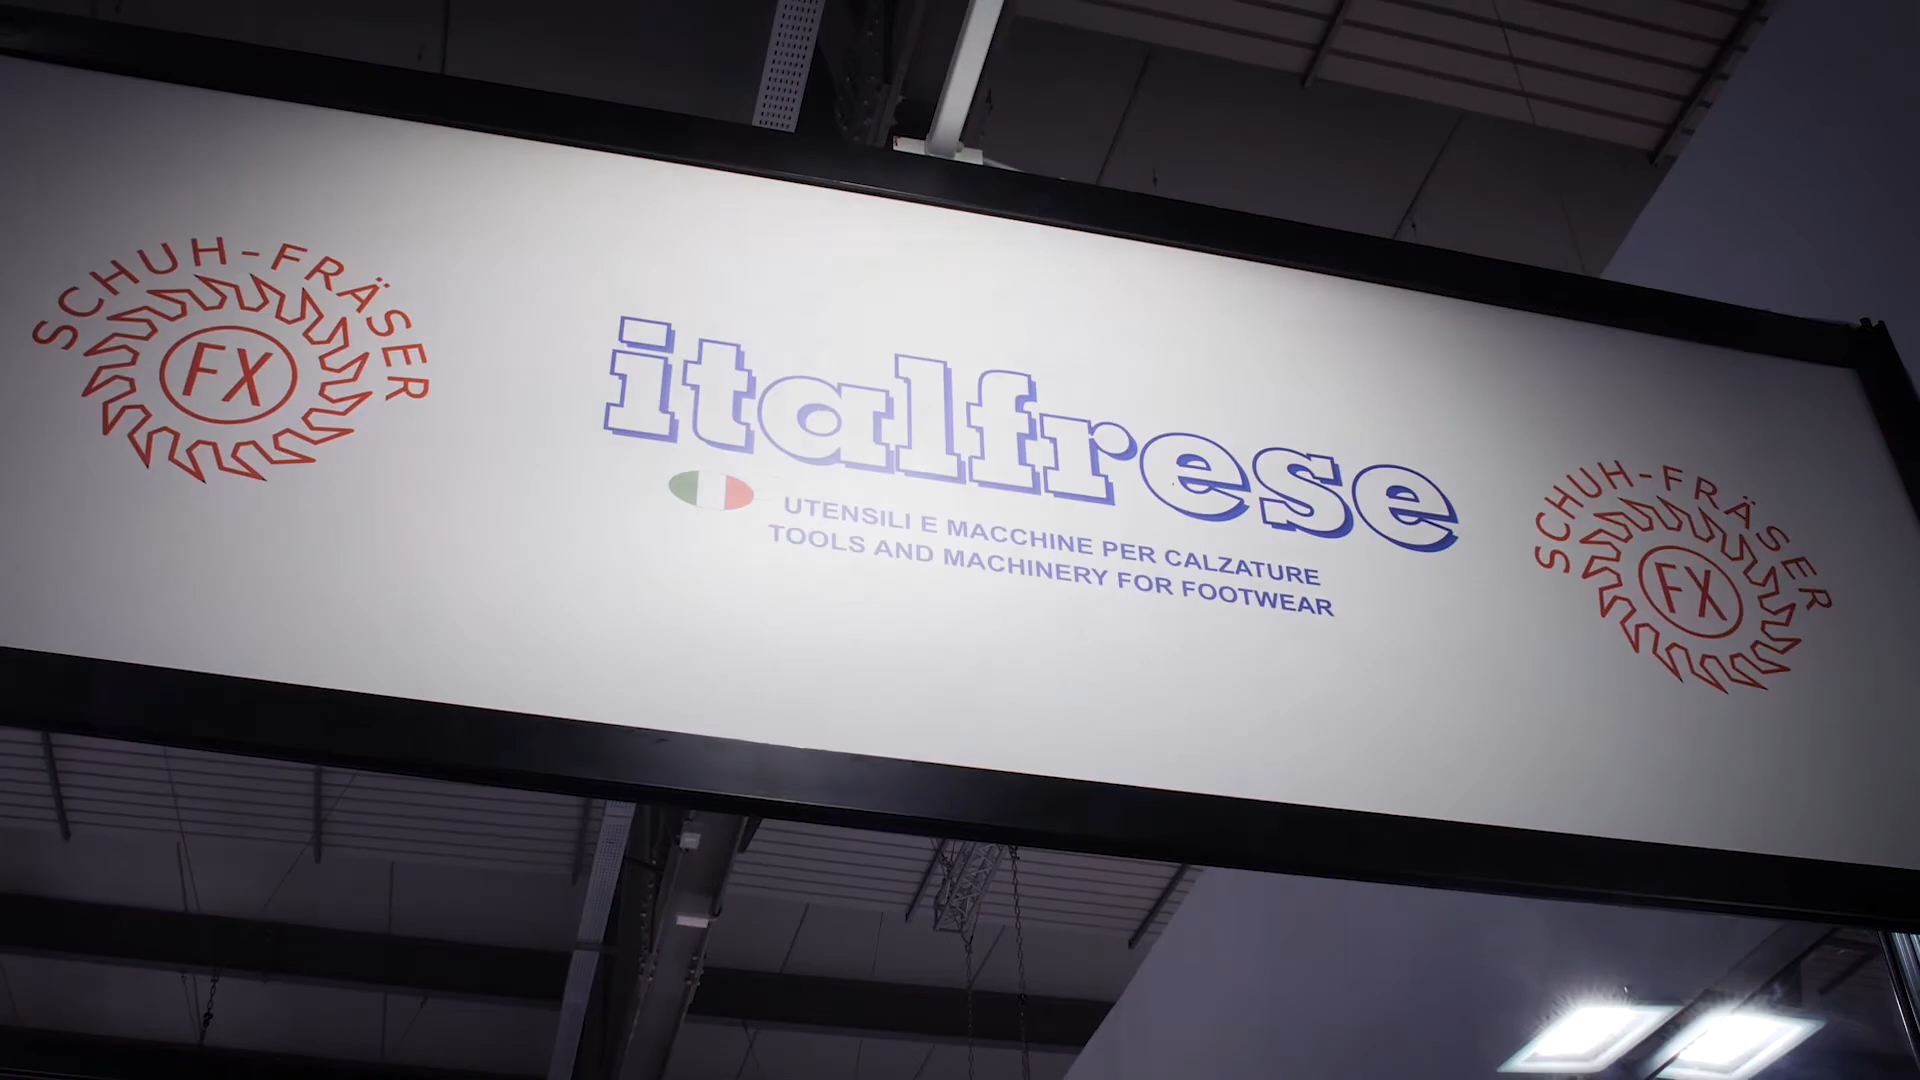 SCHUH-FRÄSER
FX
italfrese
UTENSILI E MACCHINE PER CALZATURE
TOOLS AND MACHINERY FOR FOOTWEAR
SCHUH-FRÄSER
FX